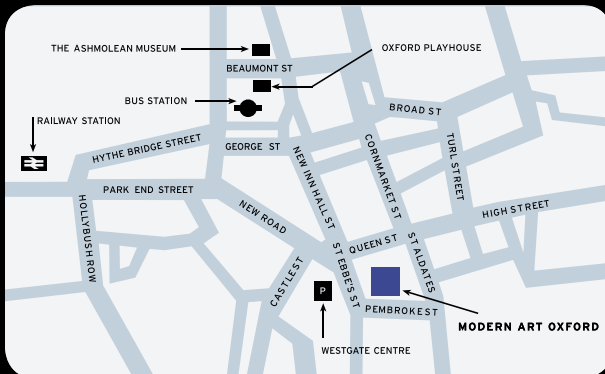 THE ASHMOLEAN MUSEUM
OXFORD PLAYHOUSE
BEAUMONT ST
BUS STATION
BROAD ST
RAILWAY STATION
HYTHE BRIDGE STREET
GEORGE ST
NEW INN HALL ST
CORNMARKET ST
TURL STREET
PARK END STREET
HOLLYBUSH ROW
NEW ROAD
HIGH STREET
QUEEN ST
ST ALDATES
ST EBBE'S ST
CASTLE ST
P
PEMBROKE ST
MODERN ART OXFORD
WESTGATE CENTRE